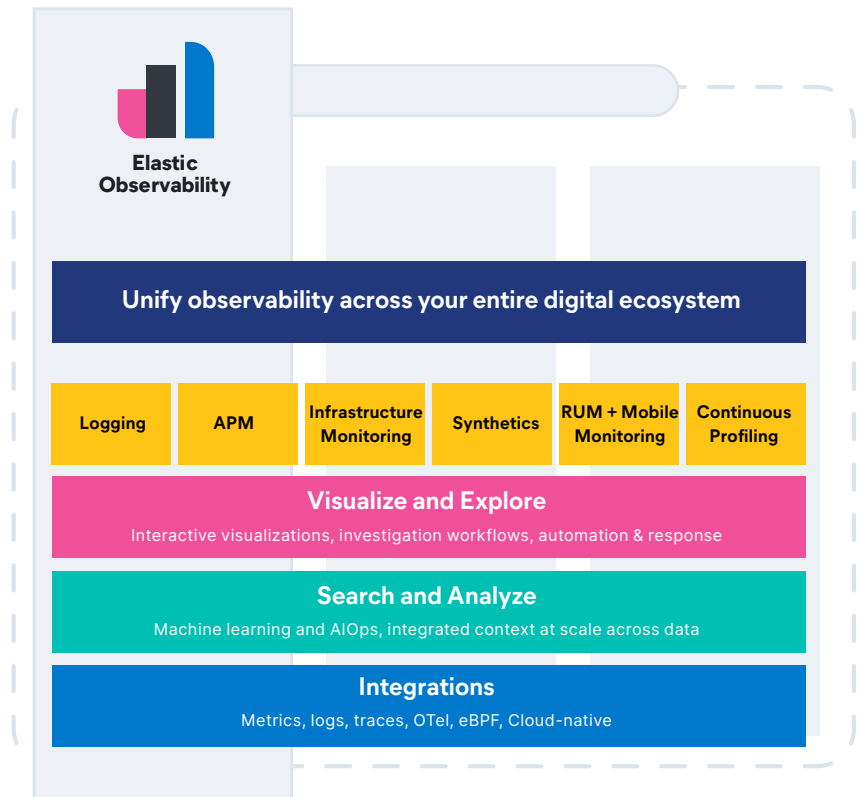 Elastic
Observability
Unify observability across your entire digital ecosystem
Logging
APM
Infrastructure
Monitoring
Synthetics
RUM + Mobile
Monitoring
Continuous
Profiling
Visualize and Explore
Interactive visualizations, investigation workflows, automation & response
Search and Analyze
Machine learning and AIOps, integrated context at scale across data
Integrations
Metrics, logs, traces, OTel, eBPF, Cloud-native